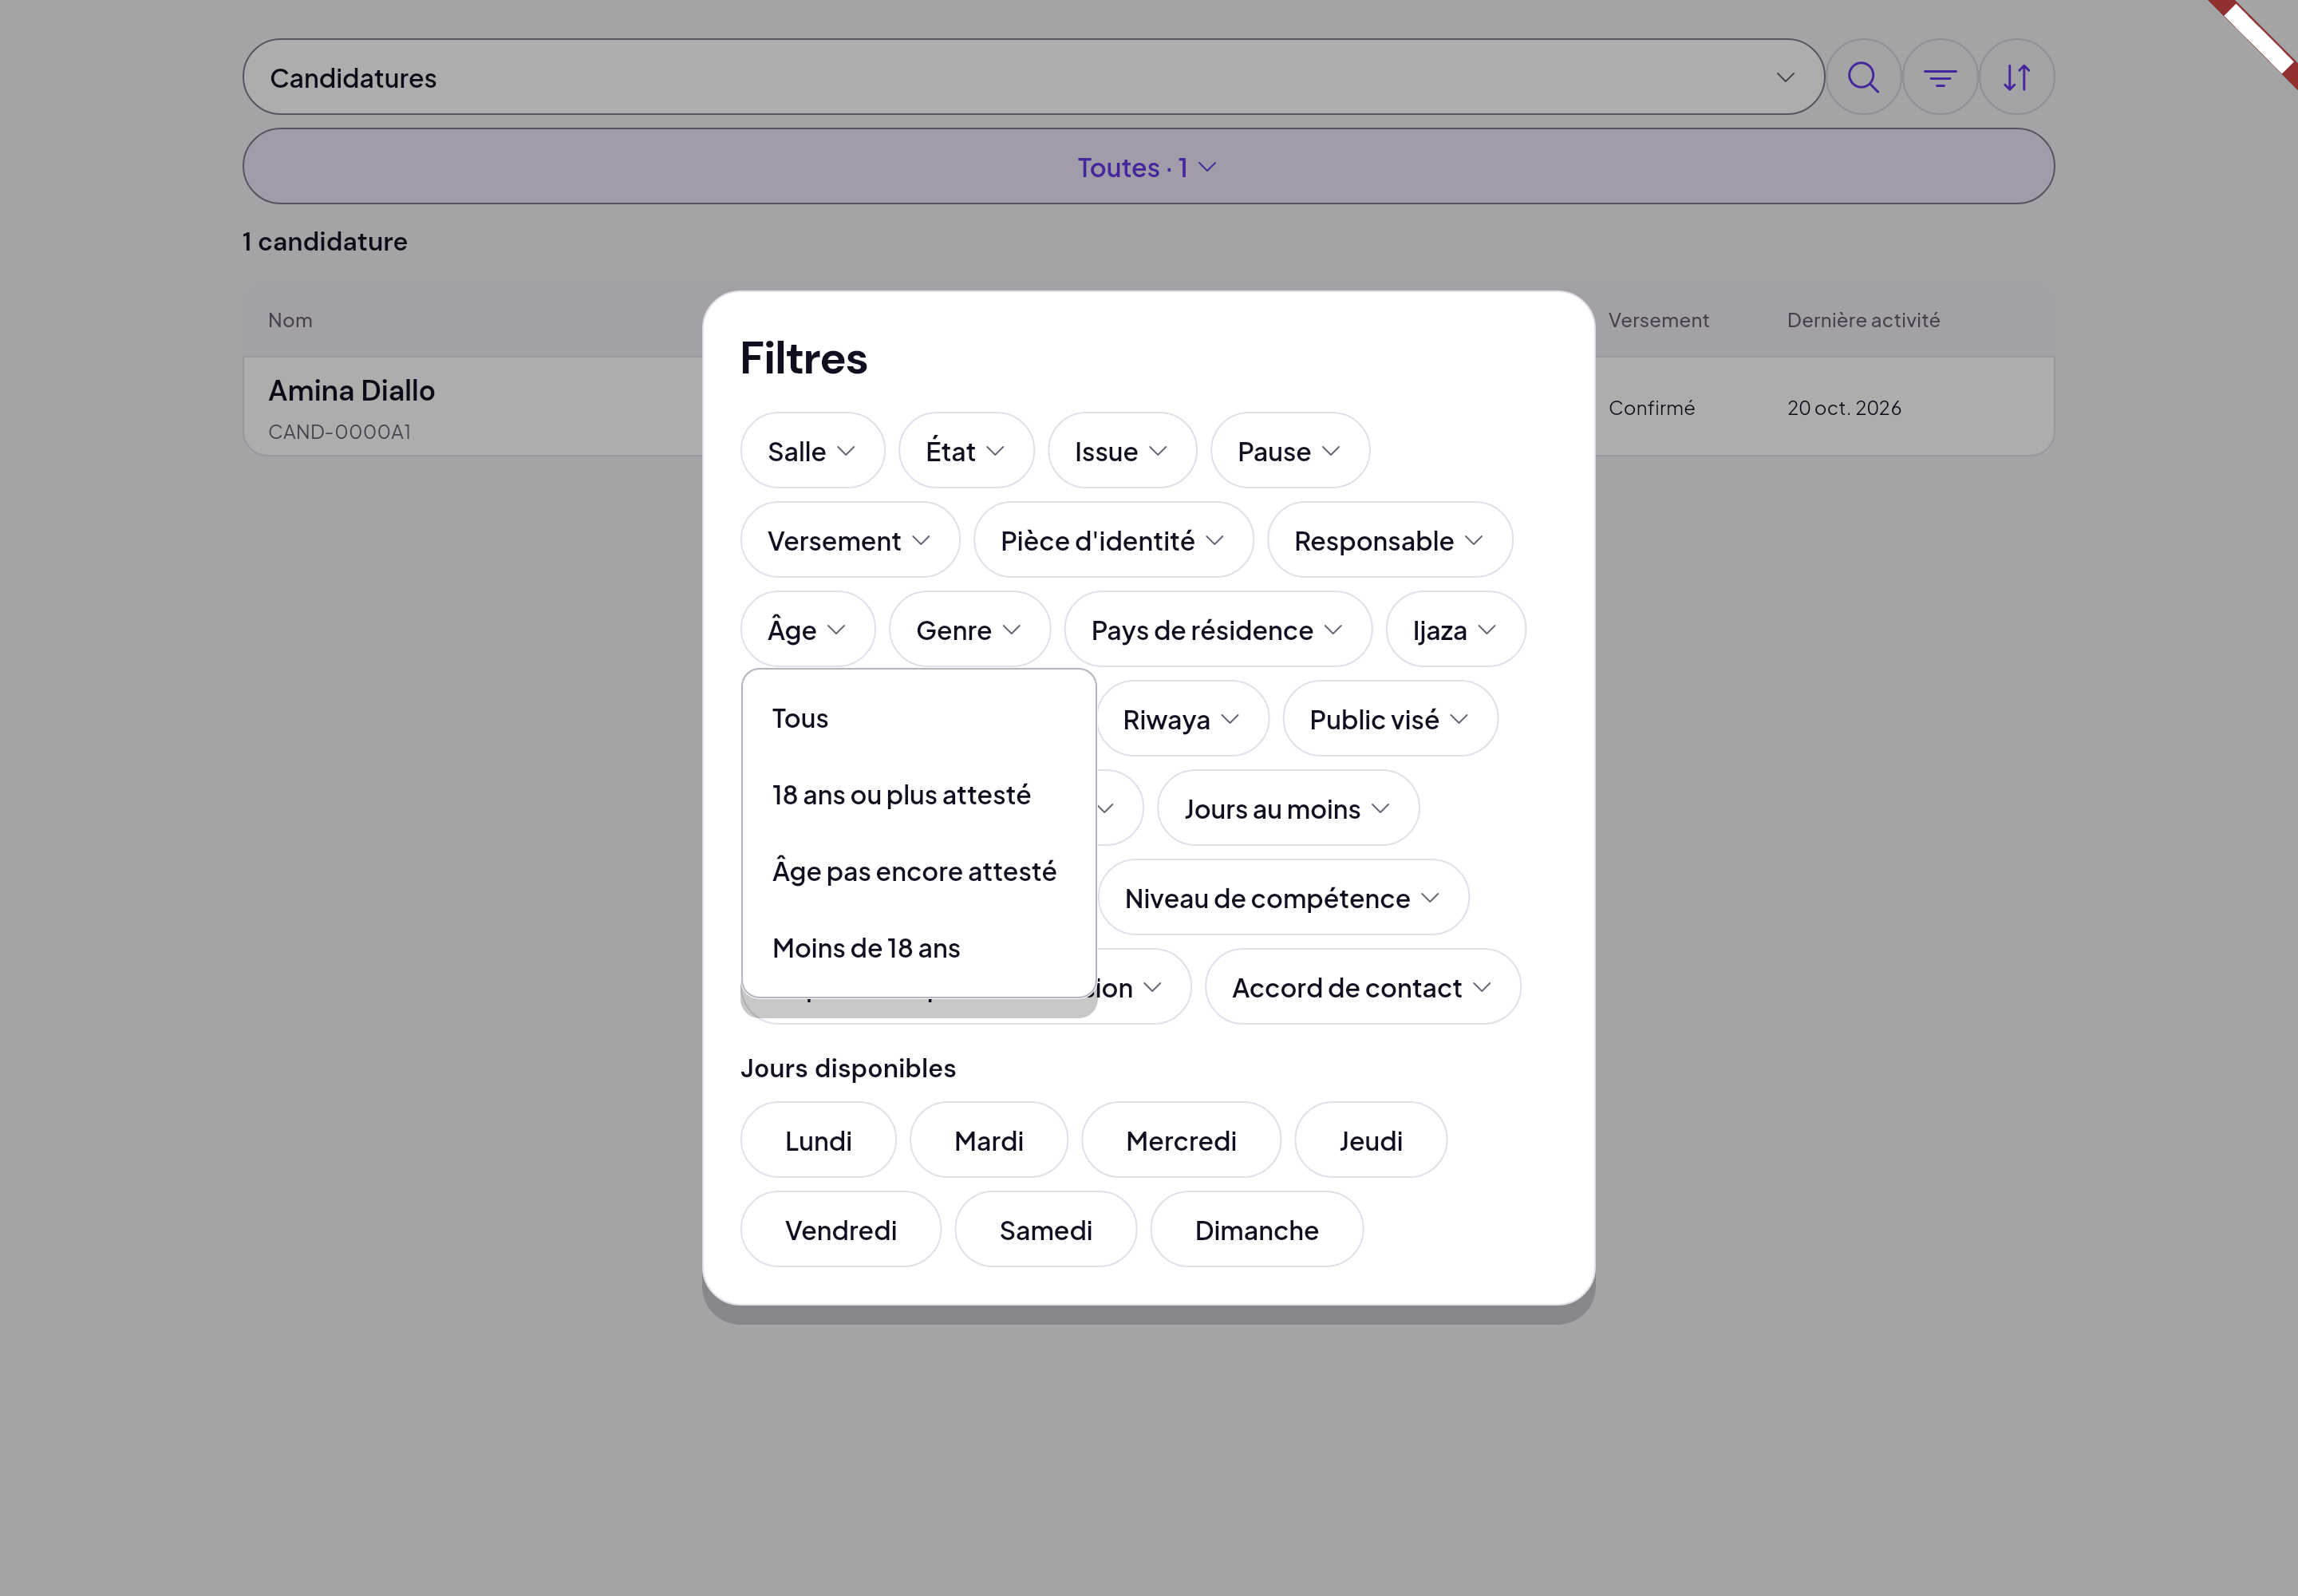 Candidatures
Toutes · 1
1 candidature
Nom
Versement
Dernière activité
Amina Diallo
CAND-0000A1
Confirmé
20 oct. 2026
Filtres
Salle
État
Issue
Pause
Versement
Pièce d'identité
Responsable
Âge
Genre
Pays de résidence
Ijaza
Tous
18 ans ou plus attesté
Âge pas encore attesté
Moins de 18 ans
Riwaya
Public visé
Jours au moins
Niveau de compétence
Accord de contact
Jours disponibles
Lundi
Mardi
Mercredi
Jeudi
Vendredi
Samedi
Dimanche